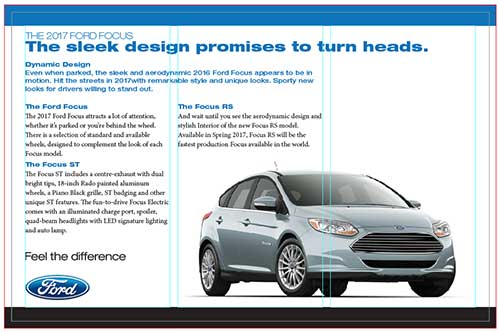 THE 2017 FORD FOCUS
The sleek design promises to turn heads.
Dynamic Design
Even when parked, the sleek and aerodynamic 2016 Ford Focus appears to be in
motion. Hit the streets in 2017with remarkable style and unique looks. Sporty new
looks for drivers willing to stand out.
The Ford Focus
The 2017 Ford Focus attracts a lot of attention,
whether it's parked or you're behind the wheel.
There is a selection of standard and available
wheels, designed to complement the look of each
Focus model.
The Focus ST
The Focus ST includes a centre-exhaust with dual
bright tips, 18-inch Rado painted aluminum
wheels, a Piano Black grille, ST badging and other
unique ST features. The fun-to-drive Focus Electric
comes with an illuminated charge port, spoiler,
quad-beam headlights with LED signature lighting
and auto lamp.
The Focus RS
And wait until you see the aerodynamic design and
stylish Interior of the new Focus RS model.
Available in Spring 2017, Focus RS will be the
fastest production Focus available in the world.
Feel the difference
Ford